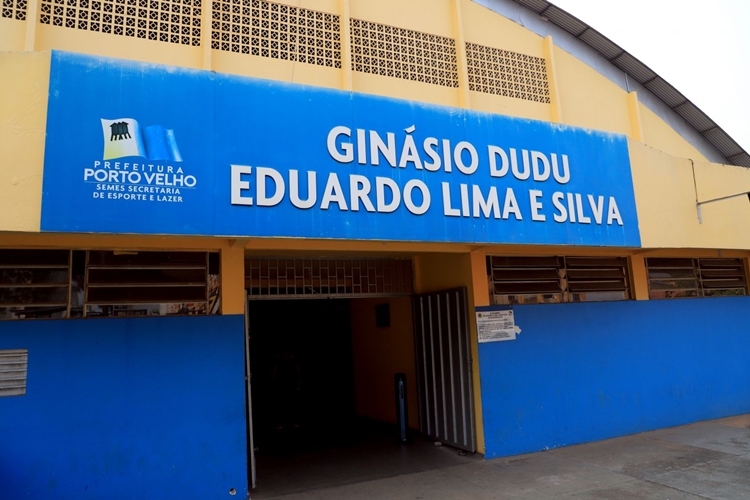 PREFEITURA
PORTO VELHO
SEMES SECRETARIA
DE ESPORTE E LAZER
GINÁSIO DUDU
EDUARDO LIMA E SILVA